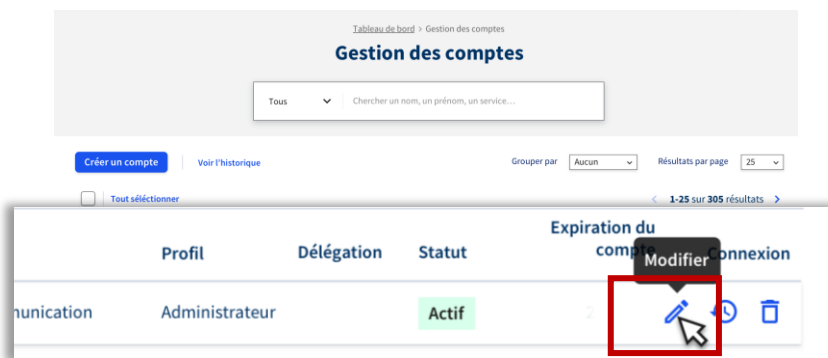 Tableau de bord > Gestion des comptes
Gestion des comptes
Tous Chercher un nom, un prénom, un service...
Créer un compte Voir l'historique Grouper par Aucun Résultats par page 25
Tout séléctionner 1-25 sur 305 résultats
Profil Délégation Statut Expiration du compte Connexion
Modifier
munication Administrateur Actif